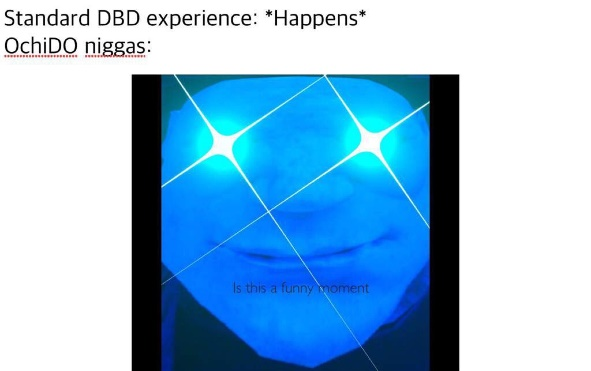 Standard DBD experience: *Happens*
OchiDO niggas:
Is this a funny moment